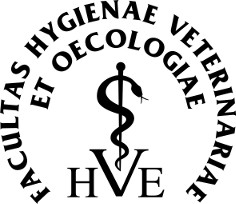 FACULTAS HYGIENAE VETERINARIAE
ET OECOLOGIAE
HVE